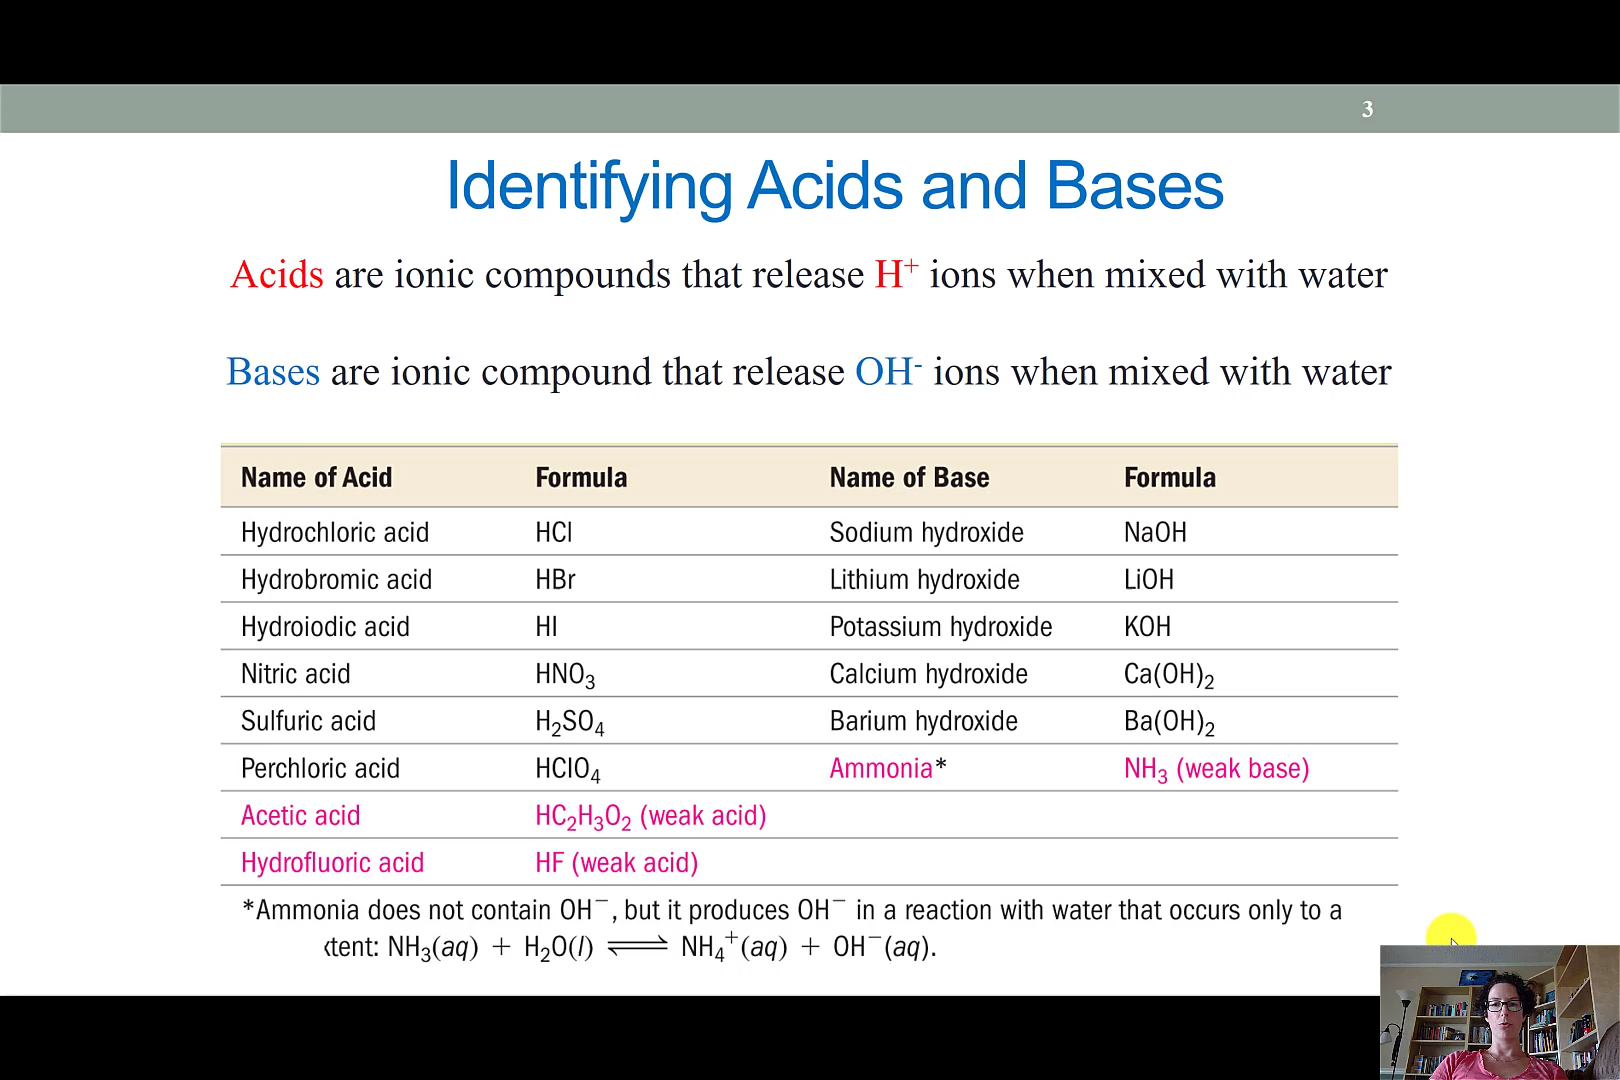 3
Identifying Acids and Bases
Acids are ionic compounds that release H⁺ ions when mixed with water
Bases are ionic compound that release OH⁻ ions when mixed with water
Name of Acid Formula Name of Base Formula
Hydrochloric acid HCl Sodium hydroxide NaOH
Hydrobromic acid HBr Lithium hydroxide LiOH
Hydroiodic acid HI Potassium hydroxide KOH
Nitric acid HNO₃ Calcium hydroxide Ca(OH)₂
Sulfuric acid H₂SO₄ Barium hydroxide Ba(OH)₂
Perchloric acid HClO₄ Ammonia* NH₃ (weak base)
Acetic acid HC₂H₃O₂ (weak acid)
Hydrofluoric acid HF (weak acid)
*Ammonia does not contain OH⁻, but it produces OH⁻ in a reaction with water that occurs only to a
tent: NH₃(aq) + H₂O(l) ⇌ NH₄⁺(aq) + OH⁻(aq).